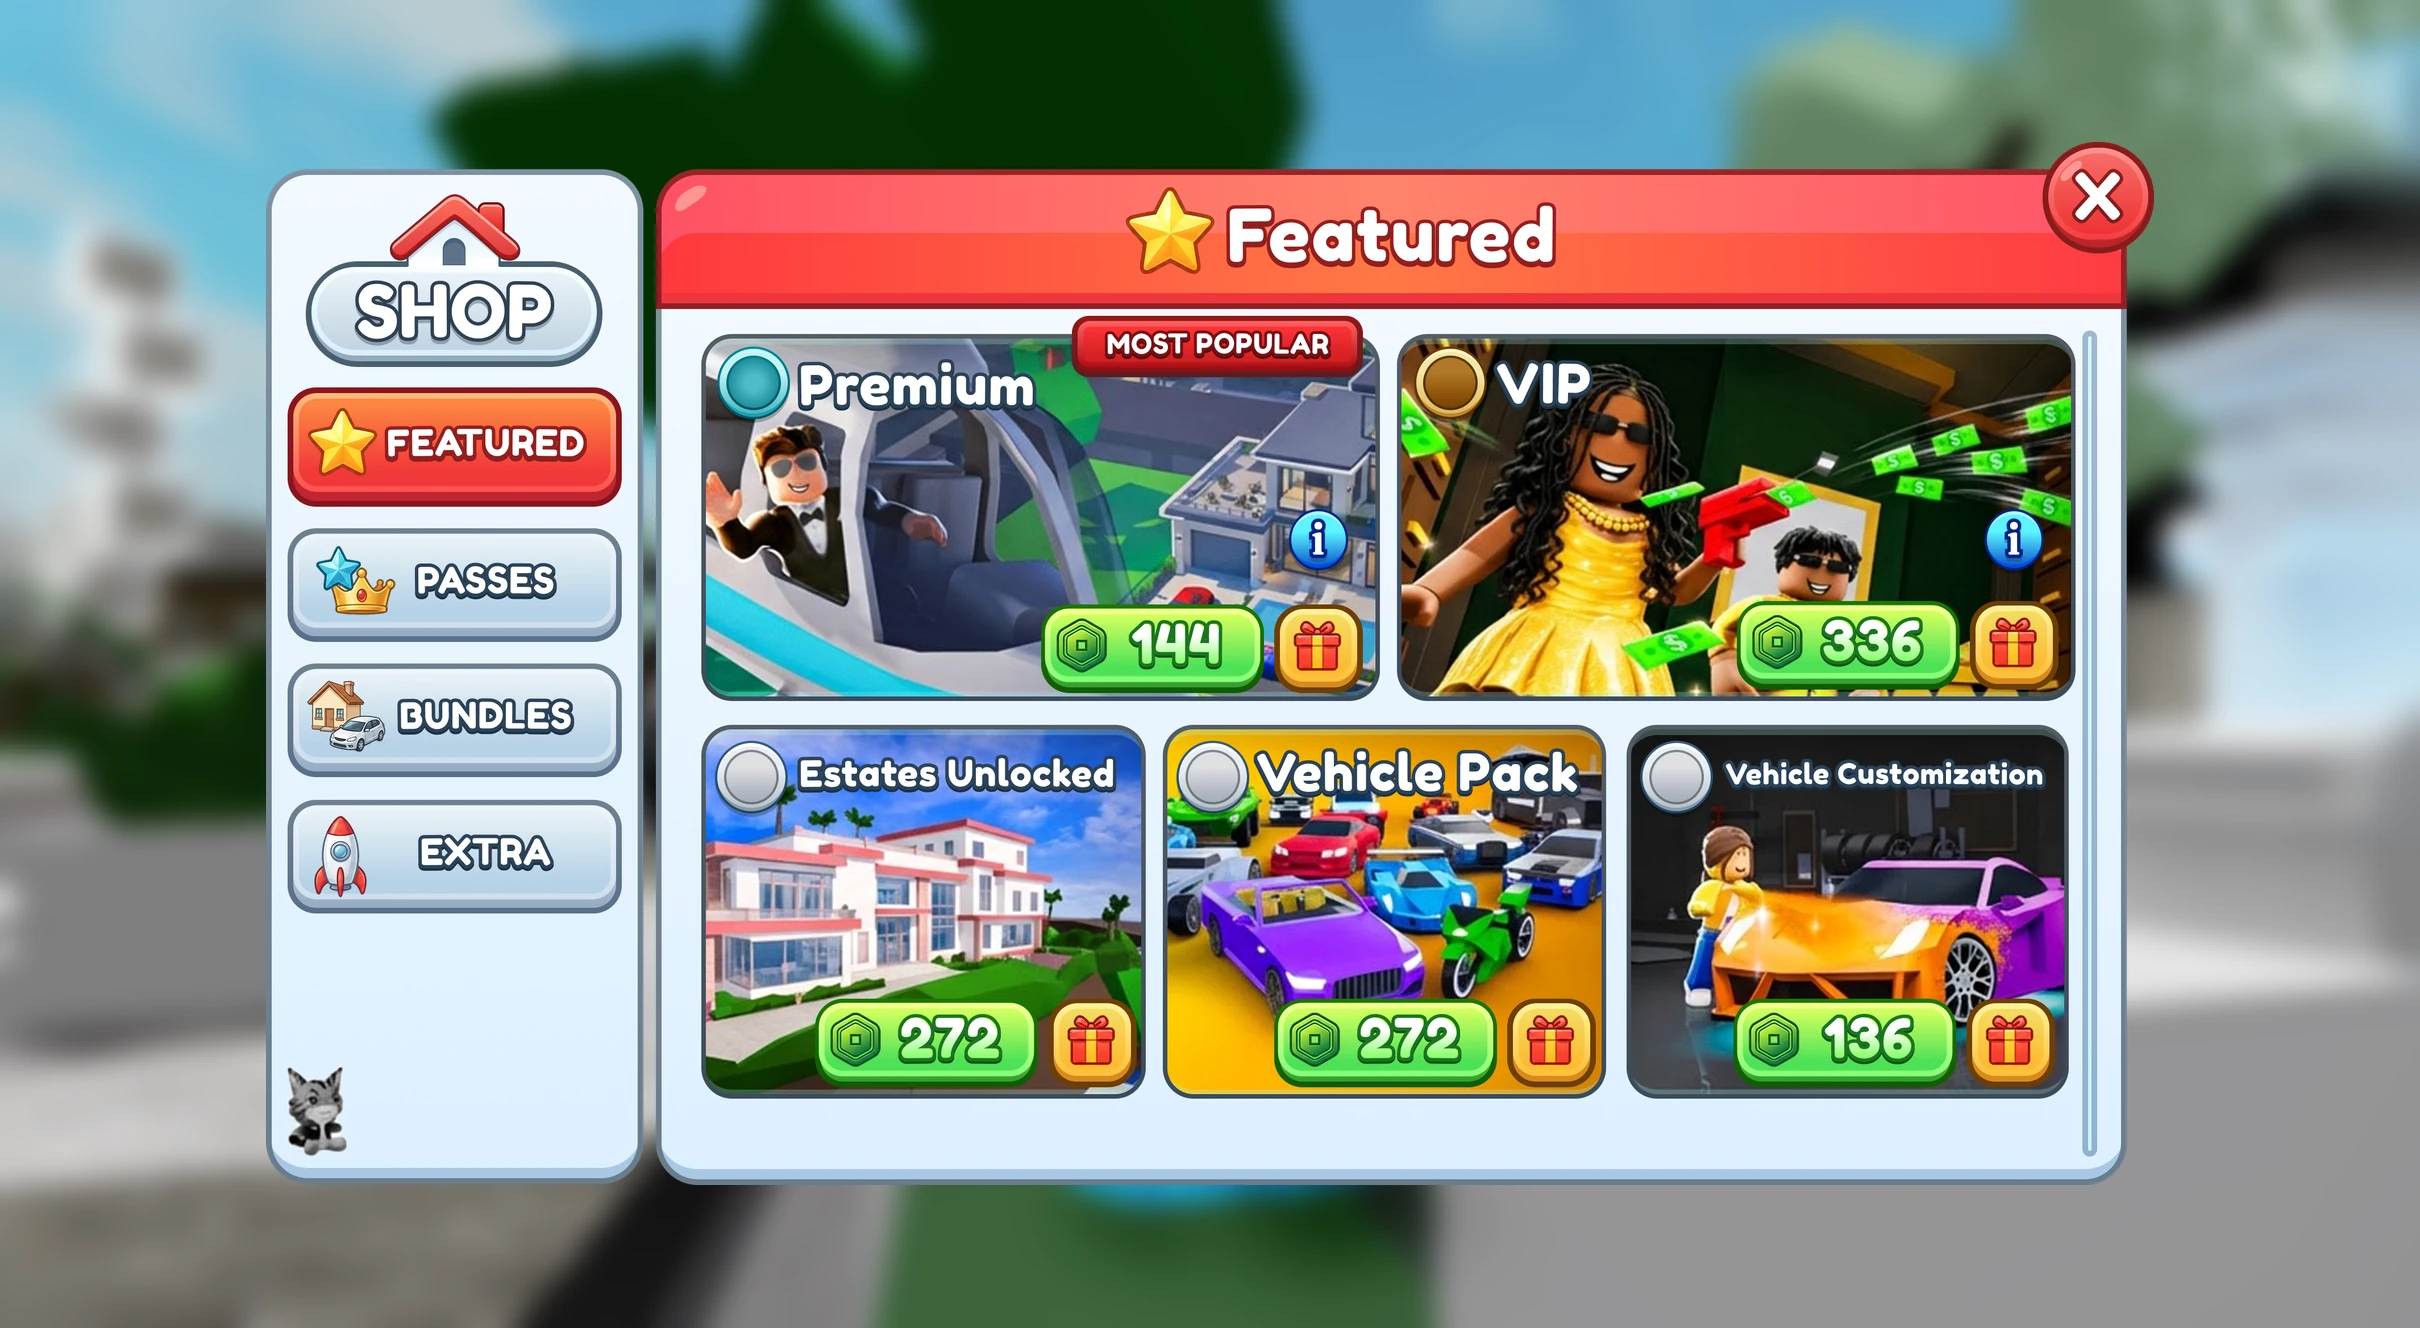 SHOP
FEATURED
PASSES
BUNDLES
EXTRA
Featured
MOST POPULAR
Premium
144
VIP
336
Estates Unlocked
272
Vehicle Pack
272
Vehicle Customization
136